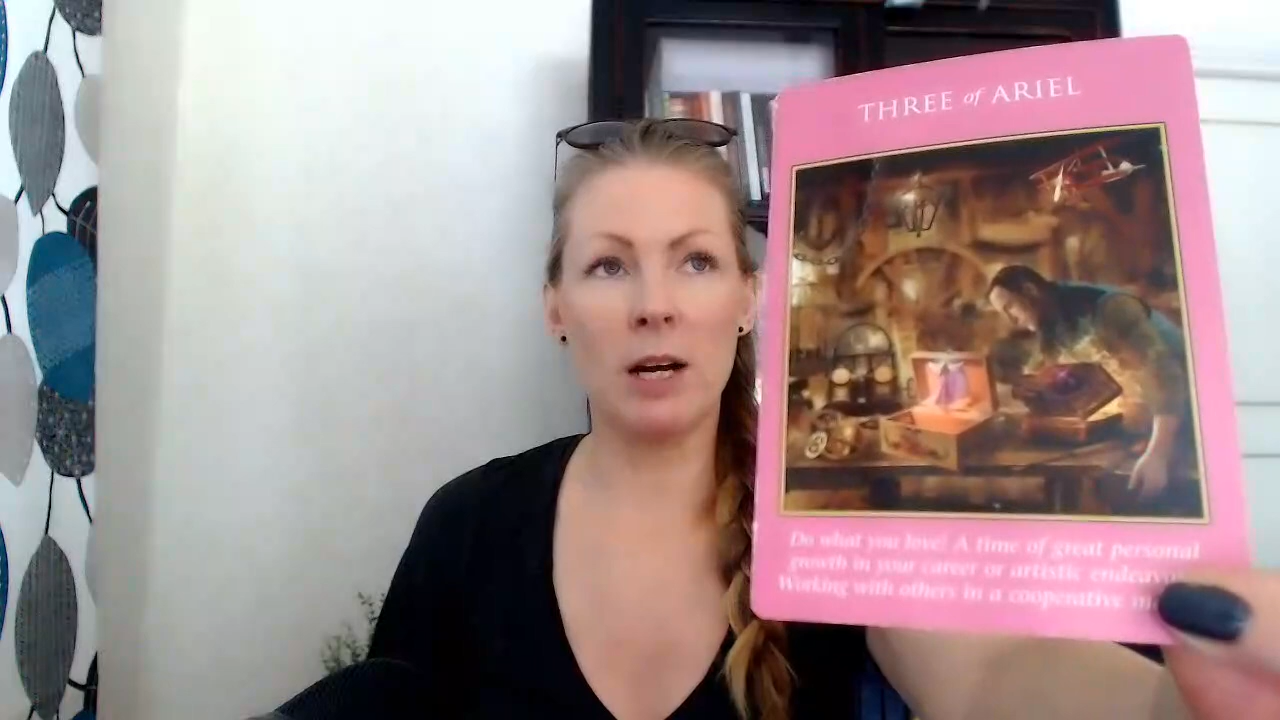 THREE of ARIEL
Do what you love! A time of great personal
growth in your career or artistic
Working with others in a cooperative